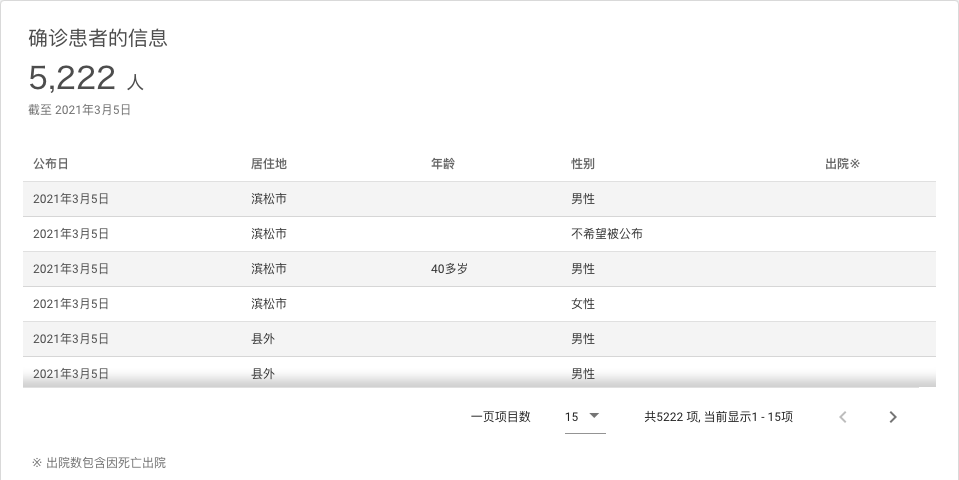 确诊患者的信息
5,222 人
截至 2021年3月5日
公布日 居住地 年龄 性别 出院※
2021年3月5日 滨松市 男性
2021年3月5日 滨松市 不希望被公布
2021年3月5日 滨松市 40多岁 男性
2021年3月5日 滨松市 女性
2021年3月5日 县外 男性
2021年3月5日 县外 男性
一页项目数 15 共5222 项, 当前显示1 - 15项
※ 出院数包含因死亡出院